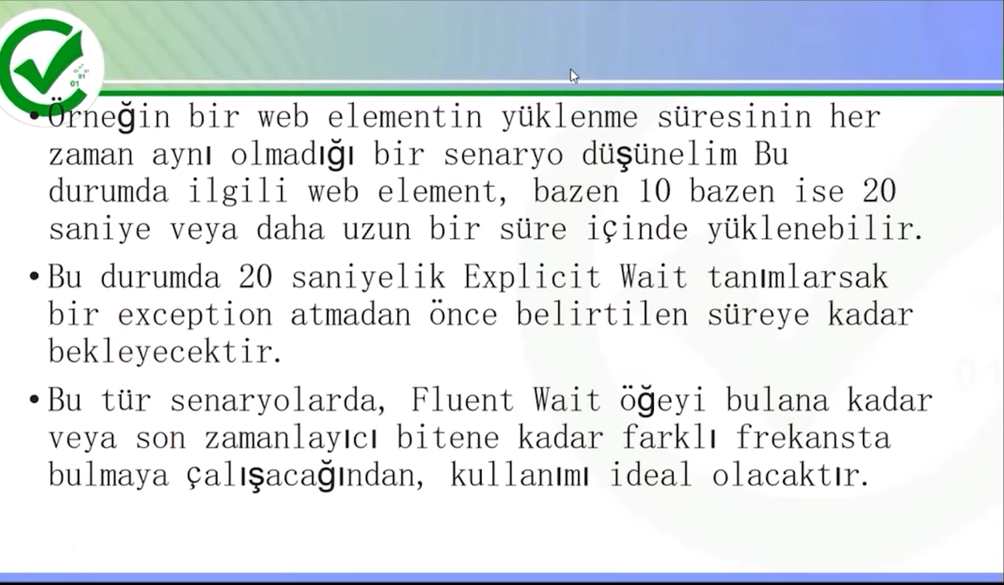 • Örneğin bir web elementin yüklenme süresinin her
zaman aynı olmadığı bir senaryo düşünelim Bu
durumda ilgili web element, bazen 10 bazen ise 20
saniye veya daha uzun bir süre içinde yüklenebilir.
• Bu durumda 20 saniyelik Explicit Wait tanımlarsak
bir exception atmadan önce belirtilen süreye kadar
bekleyecektir.
• Bu tür senaryolarda, Fluent Wait öğeyi bulana kadar
veya son zamanlayıcı bitene kadar farklı frekansta
bulmaya çalışacağından, kullanımı ideal olacaktır.